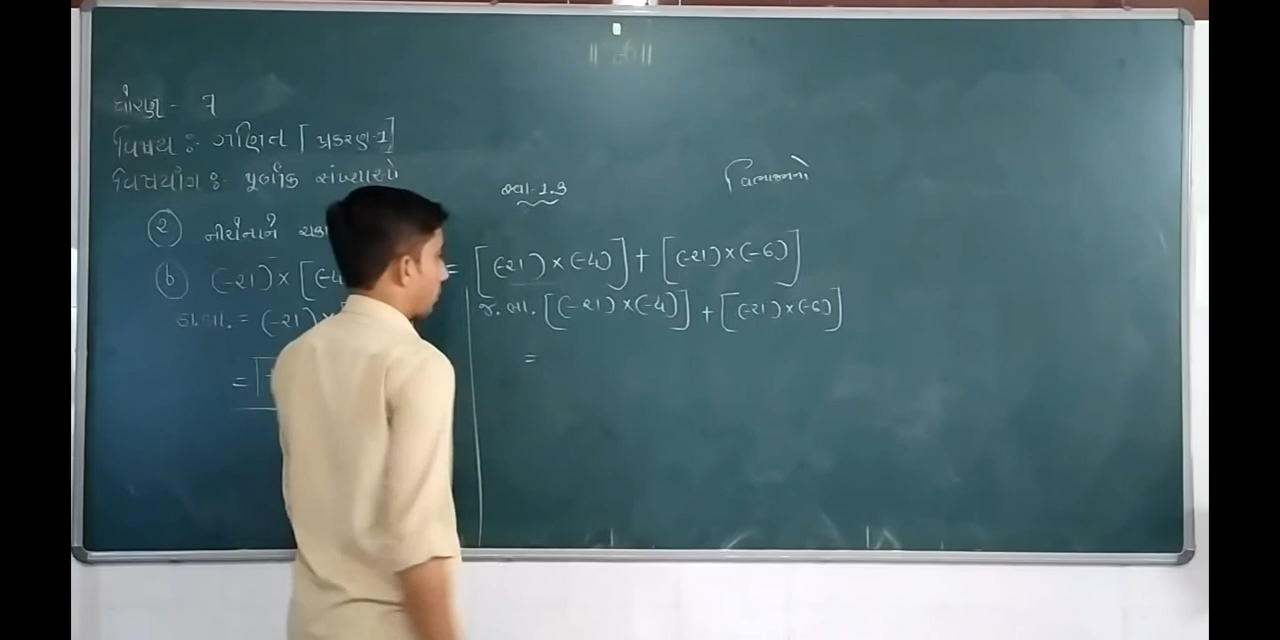 ધોરણ - 7
વિષય :- ગણિત [પ્રકરણ-1]
વિષયાંગ :- પૂર્ણાંક સંખ્યાઓ
સ્વા-1.3
વિભાજનનો
(૨) નીચેનાને ચકા
(b) (-21) × [(-4 = [(-21) × (-4)] + [(-21) × (-6)]
ડા.બા. = (-21) ×
=
જ.બા. [(-21) × (-4)] + [(-21) × (-6)]
=